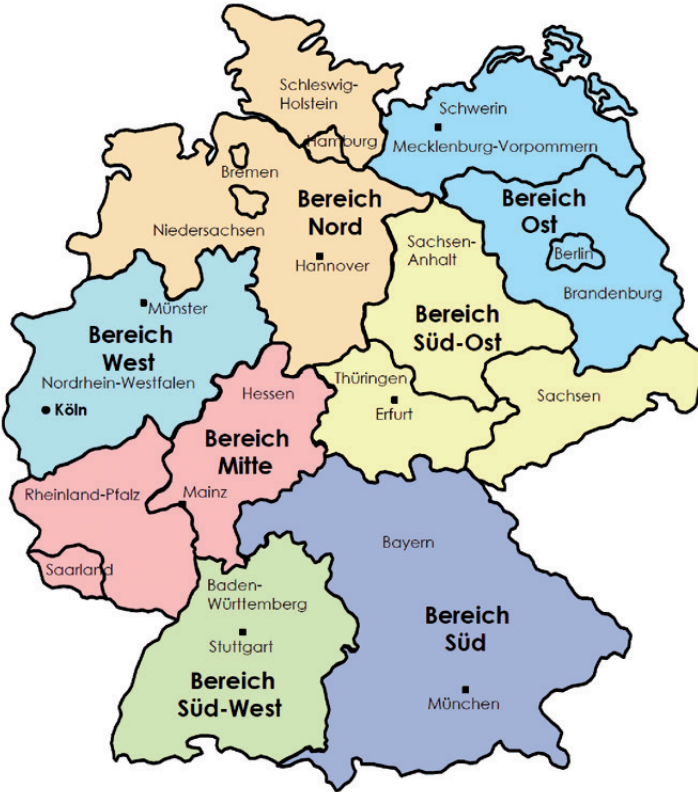 Schleswig-
Holstein
Hamburg
Schwerin
Mecklenburg-Vorpommern
Bremen
Bereich
Nord
Niedersachsen
Hannover
Bereich
Ost
Berlin
Brandenburg
Sachsen-
Anhalt
Bereich
Süd-Ost
Münster
Bereich
West
Nordrhein-Westfalen
Köln
Hessen
Thüringen
Erfurt
Sachsen
Bereich
Mitte
Rheinland-Pfalz
Mainz
Saarland
Bayern
Baden-
Württemberg
Stuttgart
Bereich
Süd-West
Bereich
Süd
München